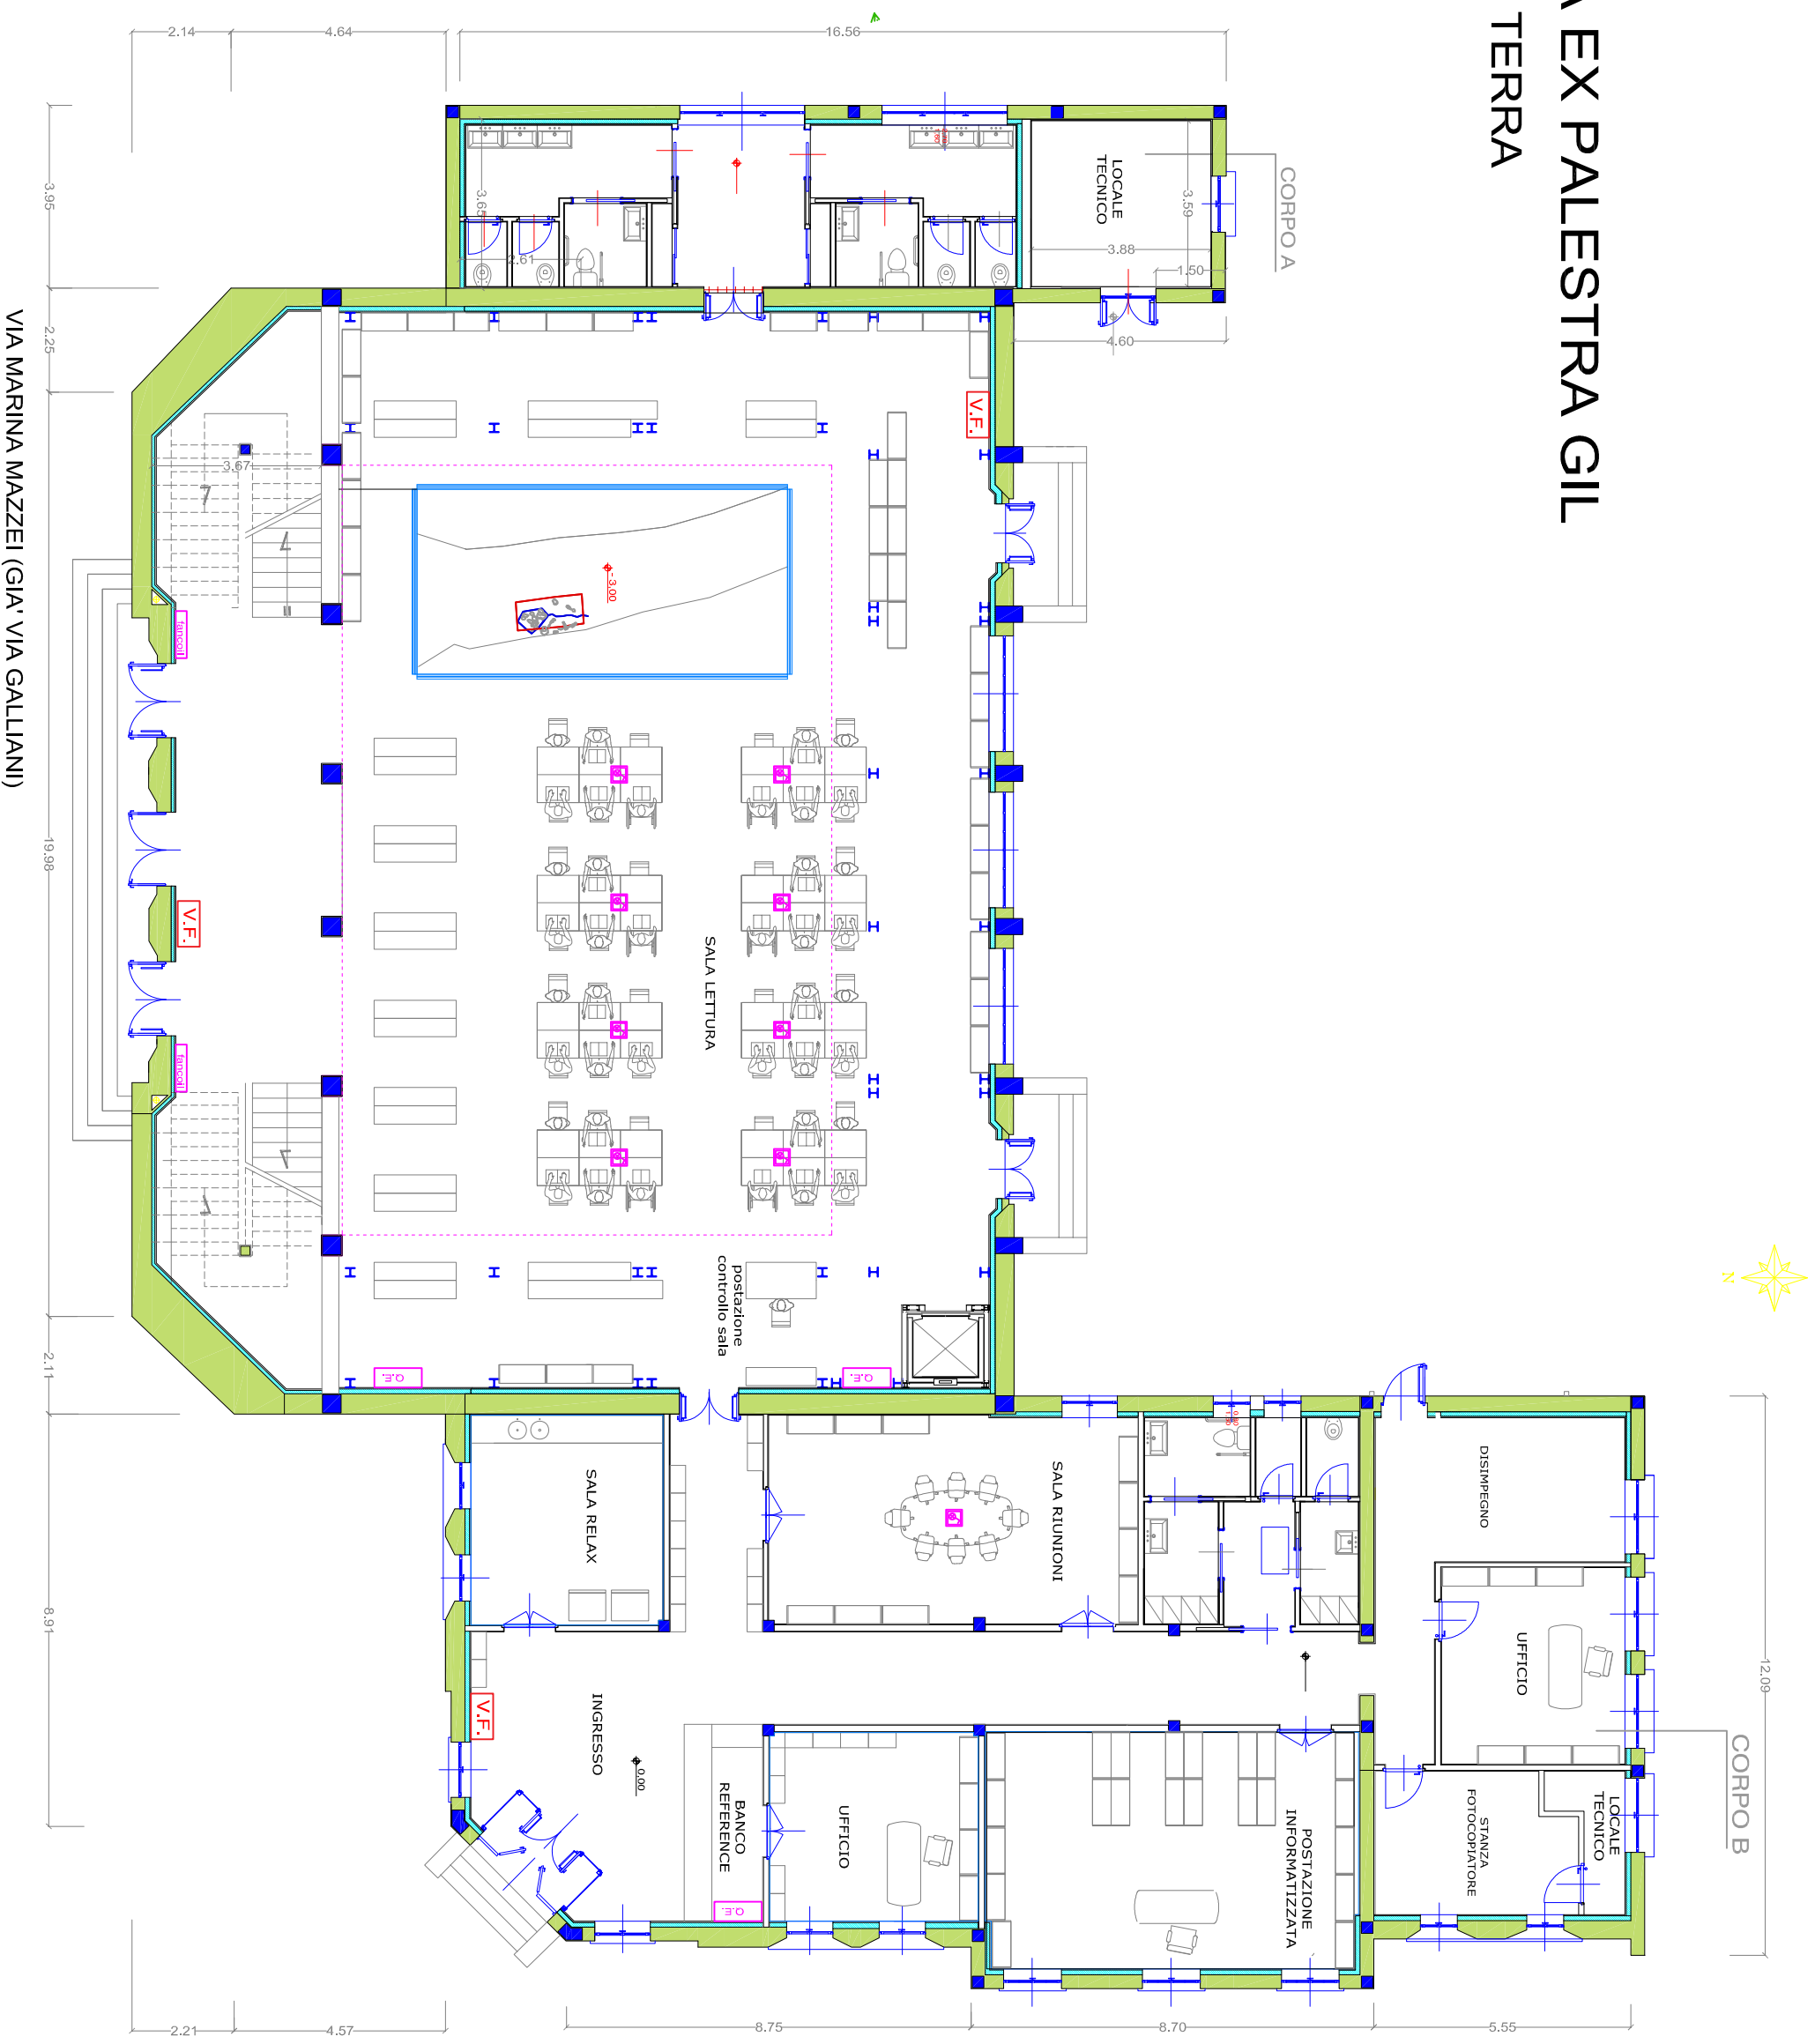 A EX PALESTRA GIL
TERRA
VIA MARINA MAZZEI (GIA' VIA GALLIANI)
CORPO A
CORPO B
LOCALE
TECNICO
SALA LETTURA
postazione
controllo sala
SALA RELAX
SALA RIUNIONI
DISIMPEGNO
UFFICIO
INGRESSO
BANCO
REFERENCE
UFFICIO
POSTAZIONE
INFORMATIZZATA
STANZA
FOTOCOPIATORE
LOCALE
TECNICO
V.F.
V.F.
V.F.
fancoil
fancoil
Q.E.
Q.E.
Q.E.
N
- 3,00
0.00
2.14
4.64
16.56
3.95
2.25
19.98
2.11
8.91
3.65
2.61
3.59
3.88
1.50
4.60
3.67
12.09
2.21
4.57
8.75
8.70
5.55